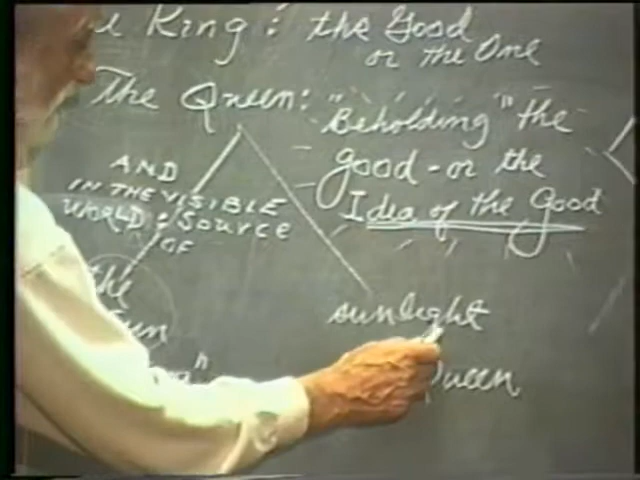 King: the Good
or the One
The Queen: "Beholding" the
good - or the
Idea of the Good
AND
IN THE VISIBLE
WORLD: Source
OF
the
Sun
sunlight
Queen